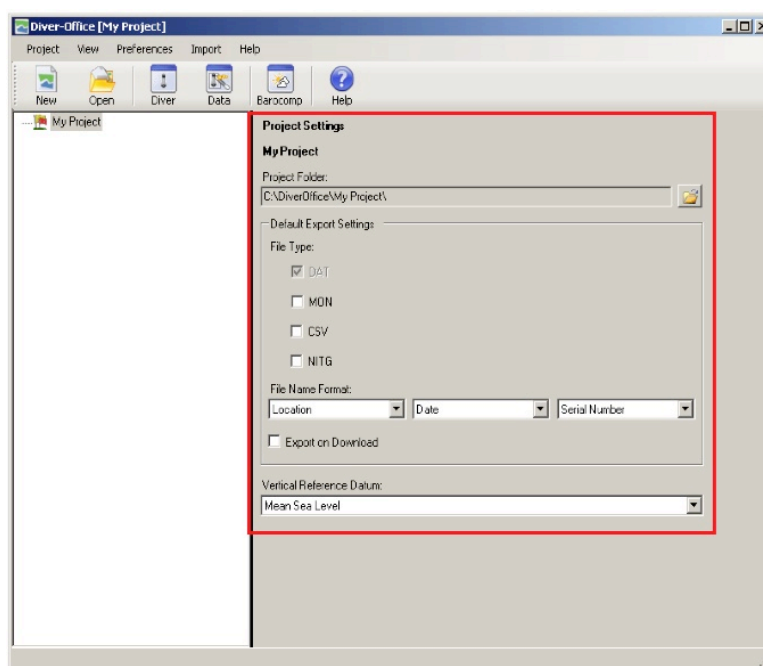 Diver-Office [My Project]
Project View Preferences Import Help
New Open Diver Data Barocomp Help
My Project
Project Settings
My Project
Project Folder:
C:\DiverOffice\My Project\
Default Export Settings
File Type:
DAT
MON
CSV
NITG
File Name Format:
Location Date Serial Number
Export on Download
Vertical Reference Datum:
Mean Sea Level